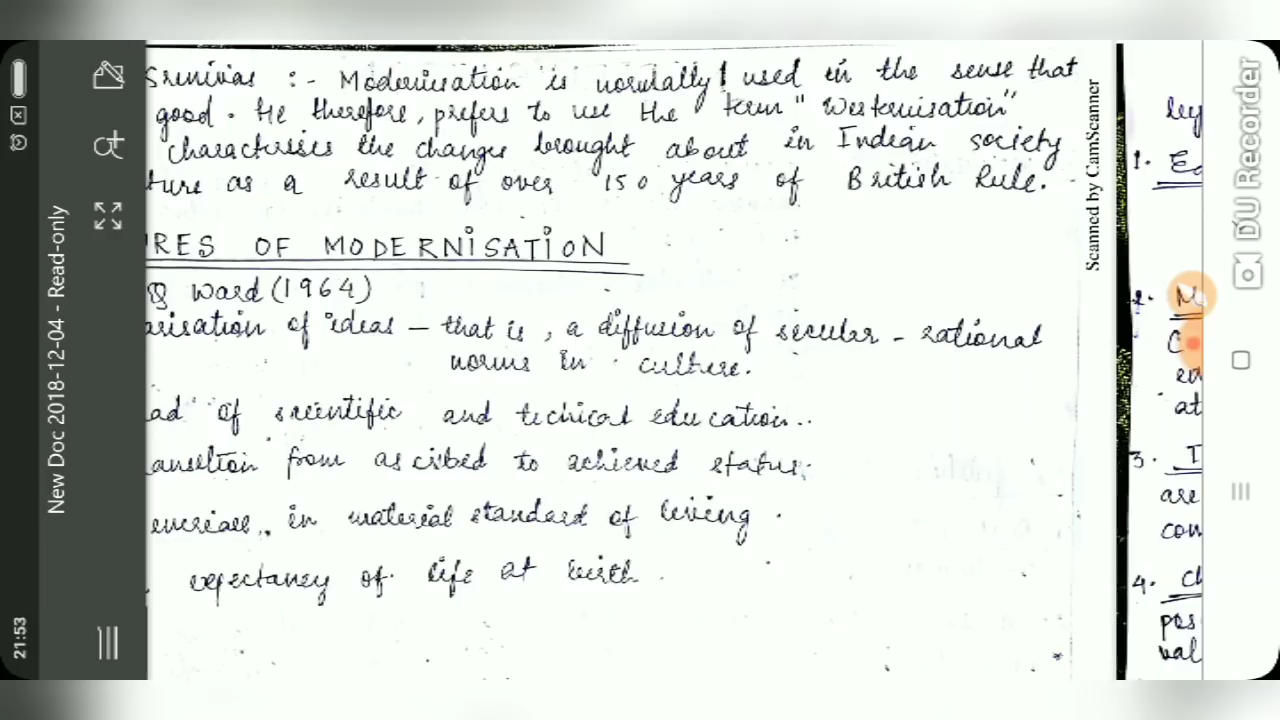 Srinivas :- Modernisation is normally used in the sense that
good. He therefore, prefers to use the term "Westernisation"
characterises the changes brought about in Indian society
ture as a result of over 150 years of British Rule.
RES OF MODERNISATION
Ward (1964)
arisation of ideas - that is, a diffusion of secular - rational
norms in culture.
ad of scientific and techical education..
ansition from ascribed to achieved status.
increase in material standard of living.
expectancy of life at birth.
Scanned by CamScanner
1. Ed
2. M
C
en
at
3. I
are
con
4. Ch
pos
val
New Doc 2018-12-04 - Read-only
21:53
DU Recorder